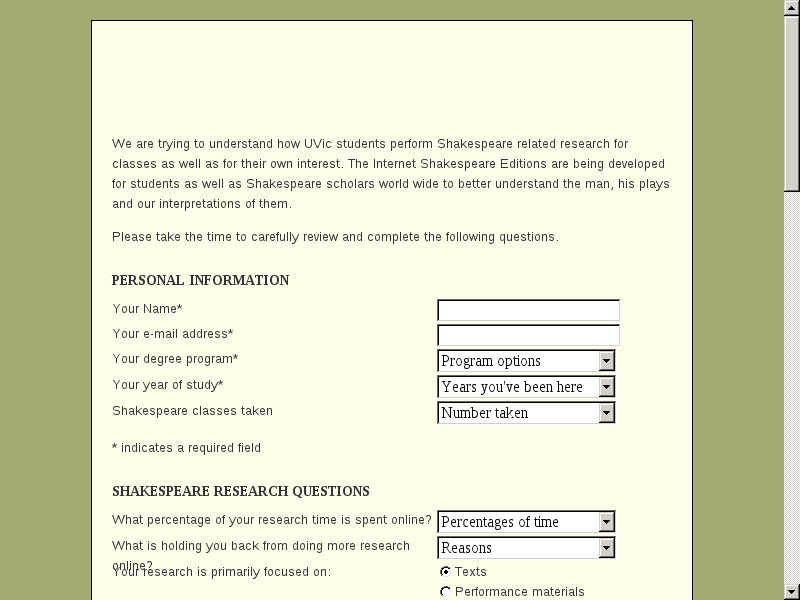 We are trying to understand how UVic students perform Shakespeare related research for
classes as well as for their own interest. The Internet Shakespeare Editions are being developed
for students as well as Shakespeare scholars world wide to better understand the man, his plays
and our interpretations of them.
Please take the time to carefully review and complete the following questions.
PERSONAL INFORMATION
Your Name*
Your e-mail address*
Your degree program* Program options
Your year of study* Years you've been here
Shakespeare classes taken Number taken
* indicates a required field
SHAKESPEARE RESEARCH QUESTIONS
What percentage of your research time is spent online? Percentages of time
What is holding you back from doing more research Reasons
online?
Your research is primarily focused on: Texts
Performance materials